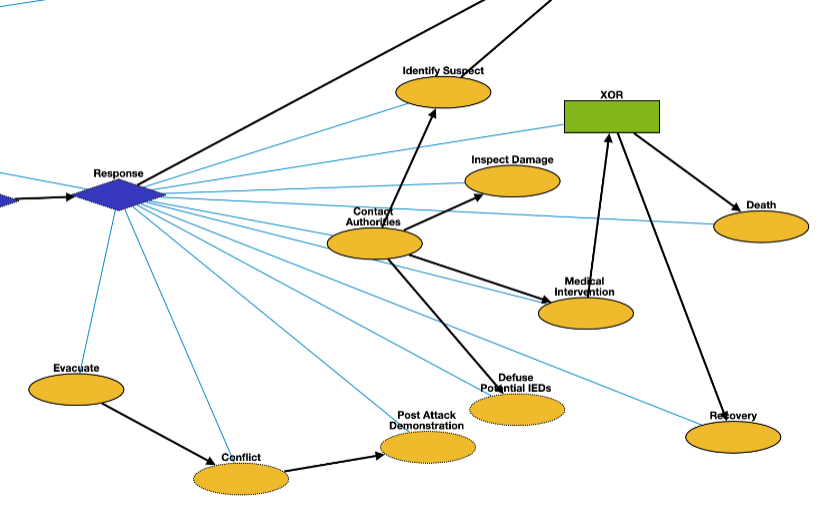 Identify Suspect
XOR
Inspect Damage
Response
Death
Contact
Authorities
Medical
Intervention
Evacuate
Defuse
Potential IEDs
Post Attack
Demonstration
Recovery
Conflict